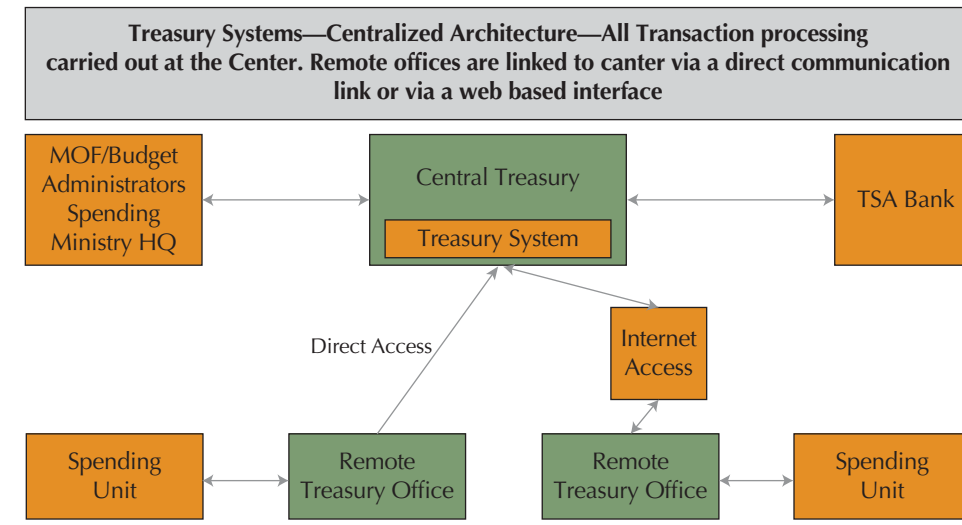 Treasury Systems—Centralized Architecture—All Transaction processing
carried out at the Center. Remote offices are linked to canter via a direct communication
link or via a web based interface
MOF/Budget
Administrators
Spending
Ministry HQ
Central Treasury
Treasury System
TSA Bank
Direct Access
Internet
Access
Spending
Unit
Remote
Treasury Office
Remote
Treasury Office
Spending
Unit